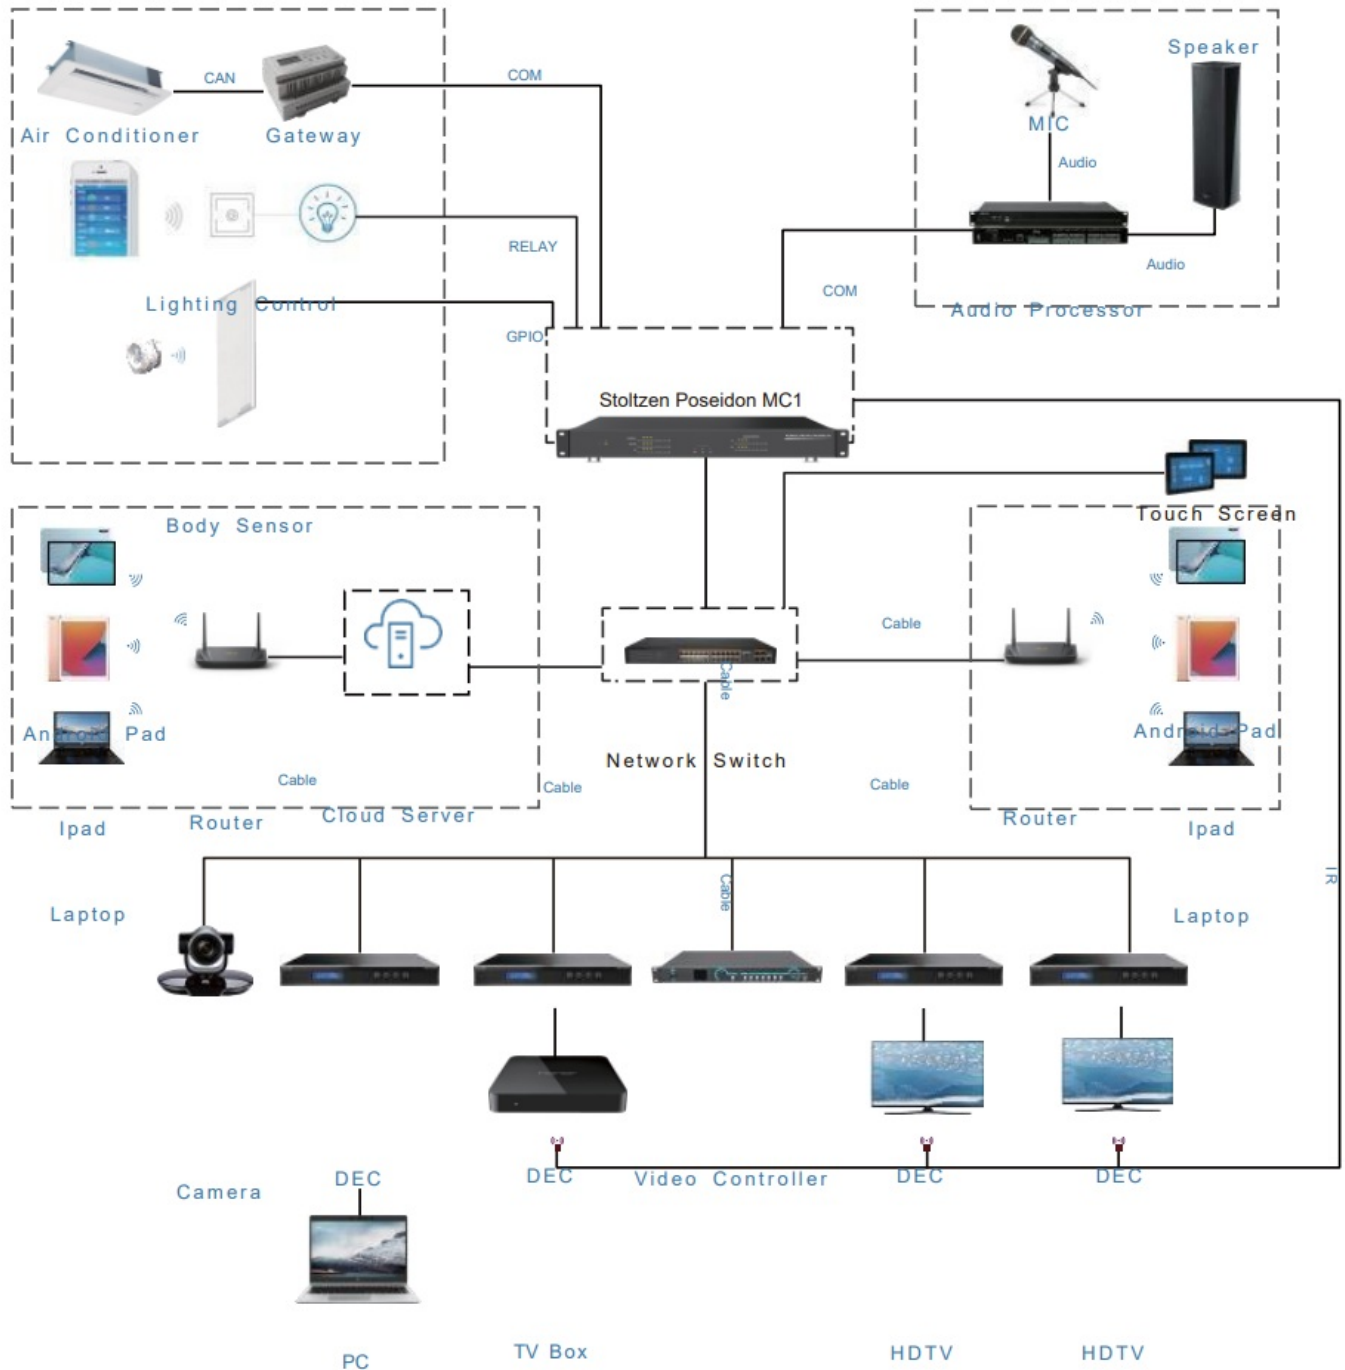 Speaker
CAN
COM
Air Conditioner
Gateway
MIC
Audio
RELAY
Audio
COM
Lighting Control
Audio Processor
GPIO
Stoltzen Poseidon MC1
Touch Screen
Body Sensor
Cable
Cable
Android Pad
Android Pad
Network Switch
Cable
Cable
Cable
Ipad
Router
Cloud Server
Router
Ipad
IR
Cable
Laptop
Laptop
Camera
DEC
DEC
Video Controller
DEC
DEC
PC
TV Box
HDTV
HDTV